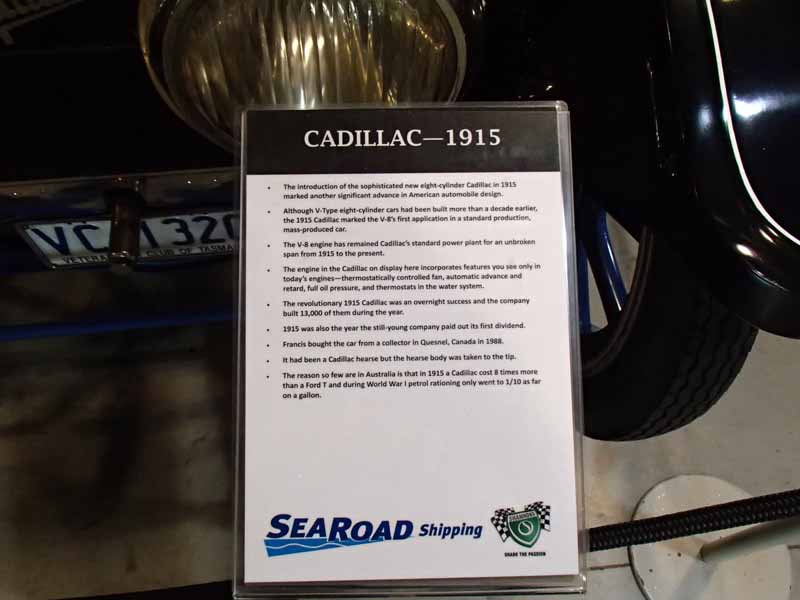 CADILLAC—1915
• The introduction of the sophisticated new eight-cylinder Cadillac in 1915
marked another significant advance in American automobile design.
• Although V-Type eight-cylinder cars had been built more than a decade earlier,
the 1915 Cadillac marked the V-8's first application in a standard production,
mass-produced car.
• The V-8 engine has remained Cadillac's standard power plant for an unbroken
span from 1915 to the present.
• The engine in the Cadillac on display here incorporates features you see only in
today's engines—thermostatically controlled fan, automatic advance and
retard, full oil pressure, and thermostats in the water system.
• The revolutionary 1915 Cadillac was an overnight success and the company
built 13,000 of them during the year.
• 1915 was also the year the still-young company paid out its first dividend.
• Francis bought the car from a collector in Quesnel, Canada in 1988.
• It had been a Cadillac hearse but the hearse body was taken to the tip.
• The reason so few are in Australia is that in 1915 a Cadillac cost 8 times more
than a Ford T and during World War I petrol rationing only went to 1/10 as far
on a gallon.
SEAROAD Shipping
SHANNONS
SHARE THE PASSION
VC 1320
VETERA CLUB OF TASMA